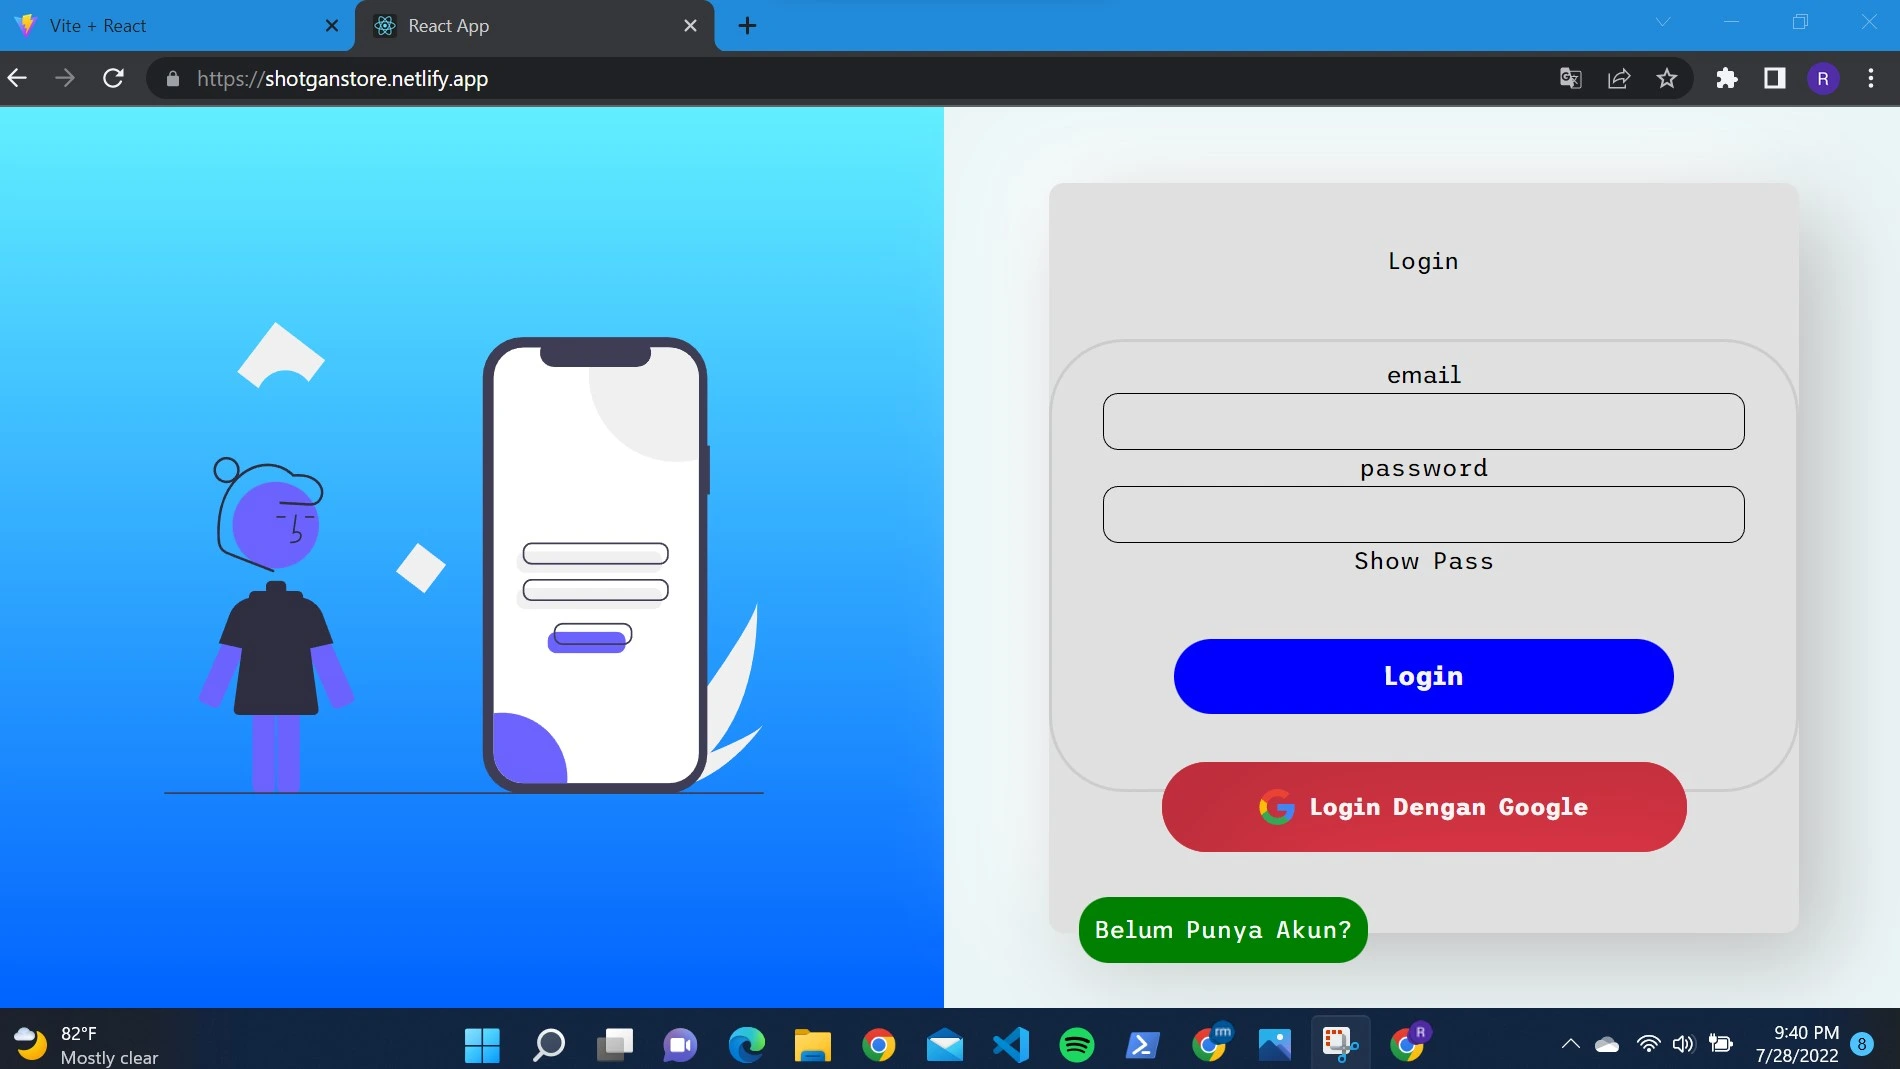 Vite + React
React App
https://shotganstore.netlify.app
R
Login
email
password
Show Pass
Login
Login Dengan Google
Belum Punya Akun?
82°F
Mostly clear
rm
R
9:40 PM
7/28/2022
8